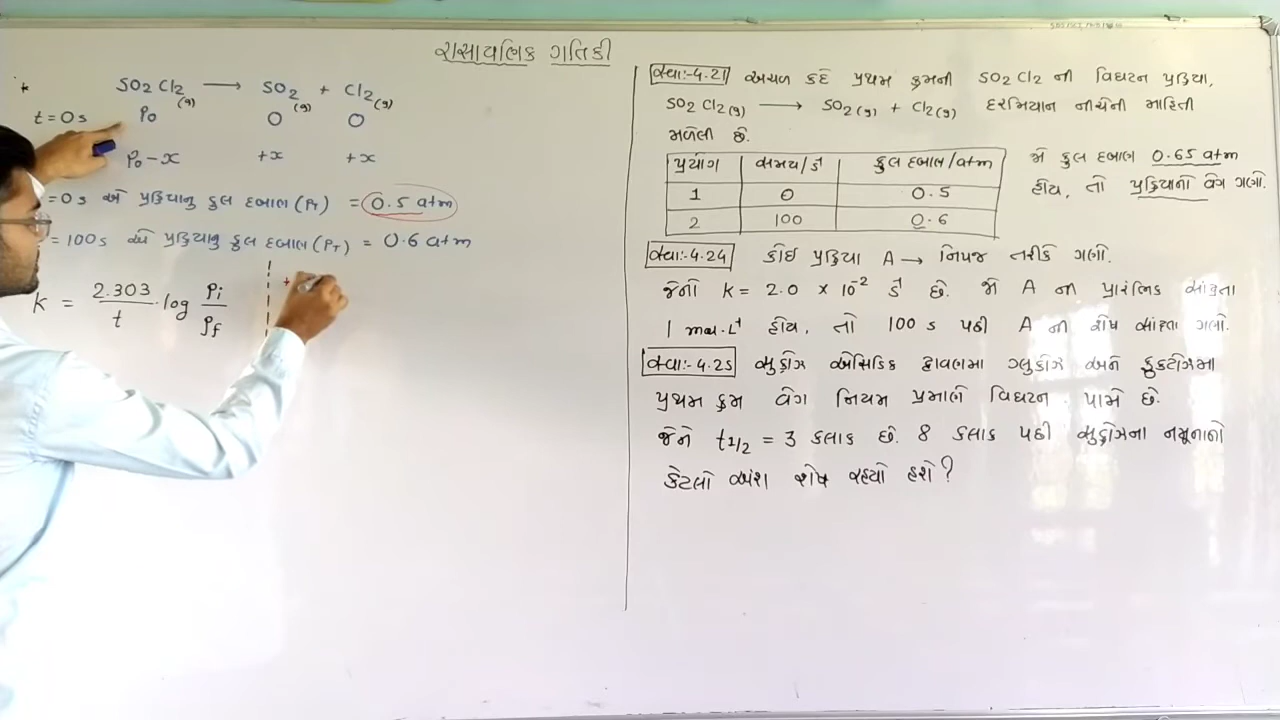 રાસાયણિક ગતિકી
*
SO2 Cl2 (g) ⟶ SO2 (g) + Cl2 (g)
t = 0 s P0 0 0
P0 - x +x +x
= 0 s એ પ્રક્રિયાનુ કુલ દબાણ (PT) = 0.5 atm
= 100 s એ પ્રક્રિયાનુ કુલ દબાણ (PT) = 0.6 atm
K = 2.303 / t · log Pi / Pf
સ્વા:-4.21 અચળ કદે પ્રથમ ક્રમની SO2 Cl2 ની વિઘટન પ્રક્રિયા,
SO2 Cl2(g) ⟶ SO2(g) + Cl2(g) દરમિયાન નીચેની માહિતી
મળેલી છે.
પ્રયોગ સમય/s⁻¹ કુલ દબાણ/atm
1 0 0.5
2 100 0.6
જો કુલ દબાણ 0.65 atm
હોય, તો પ્રક્રિયાનો વેગ ગણો.
સ્વા:-4.24 કોઈ પ્રક્રિયા A → નિપજ તરીકે ગણો.
જેનો K = 2.0 × 10⁻² s⁻¹ છે. જો A ની પ્રારંભિક સાંદ્રતા
1 mol·L⁻¹ હોય, તો 100 s પછી A ની શેષ સાંદ્રતા ગણો.
સ્વા:-4.25 સુક્રોઝ એસિડિક દ્રાવણમા ગ્લુકોઝ અને ફ્રુક્ટોઝમા
પ્રથમ ક્રમ વેગ નિયમ પ્રમાણે વિઘટન પામે છે.
જેને t1/2 = 3 કલાક છે. 8 કલાક પછી સુક્રોઝના નમૂનાનો
કેટલો અંશ શેષ રહ્યો હશે?